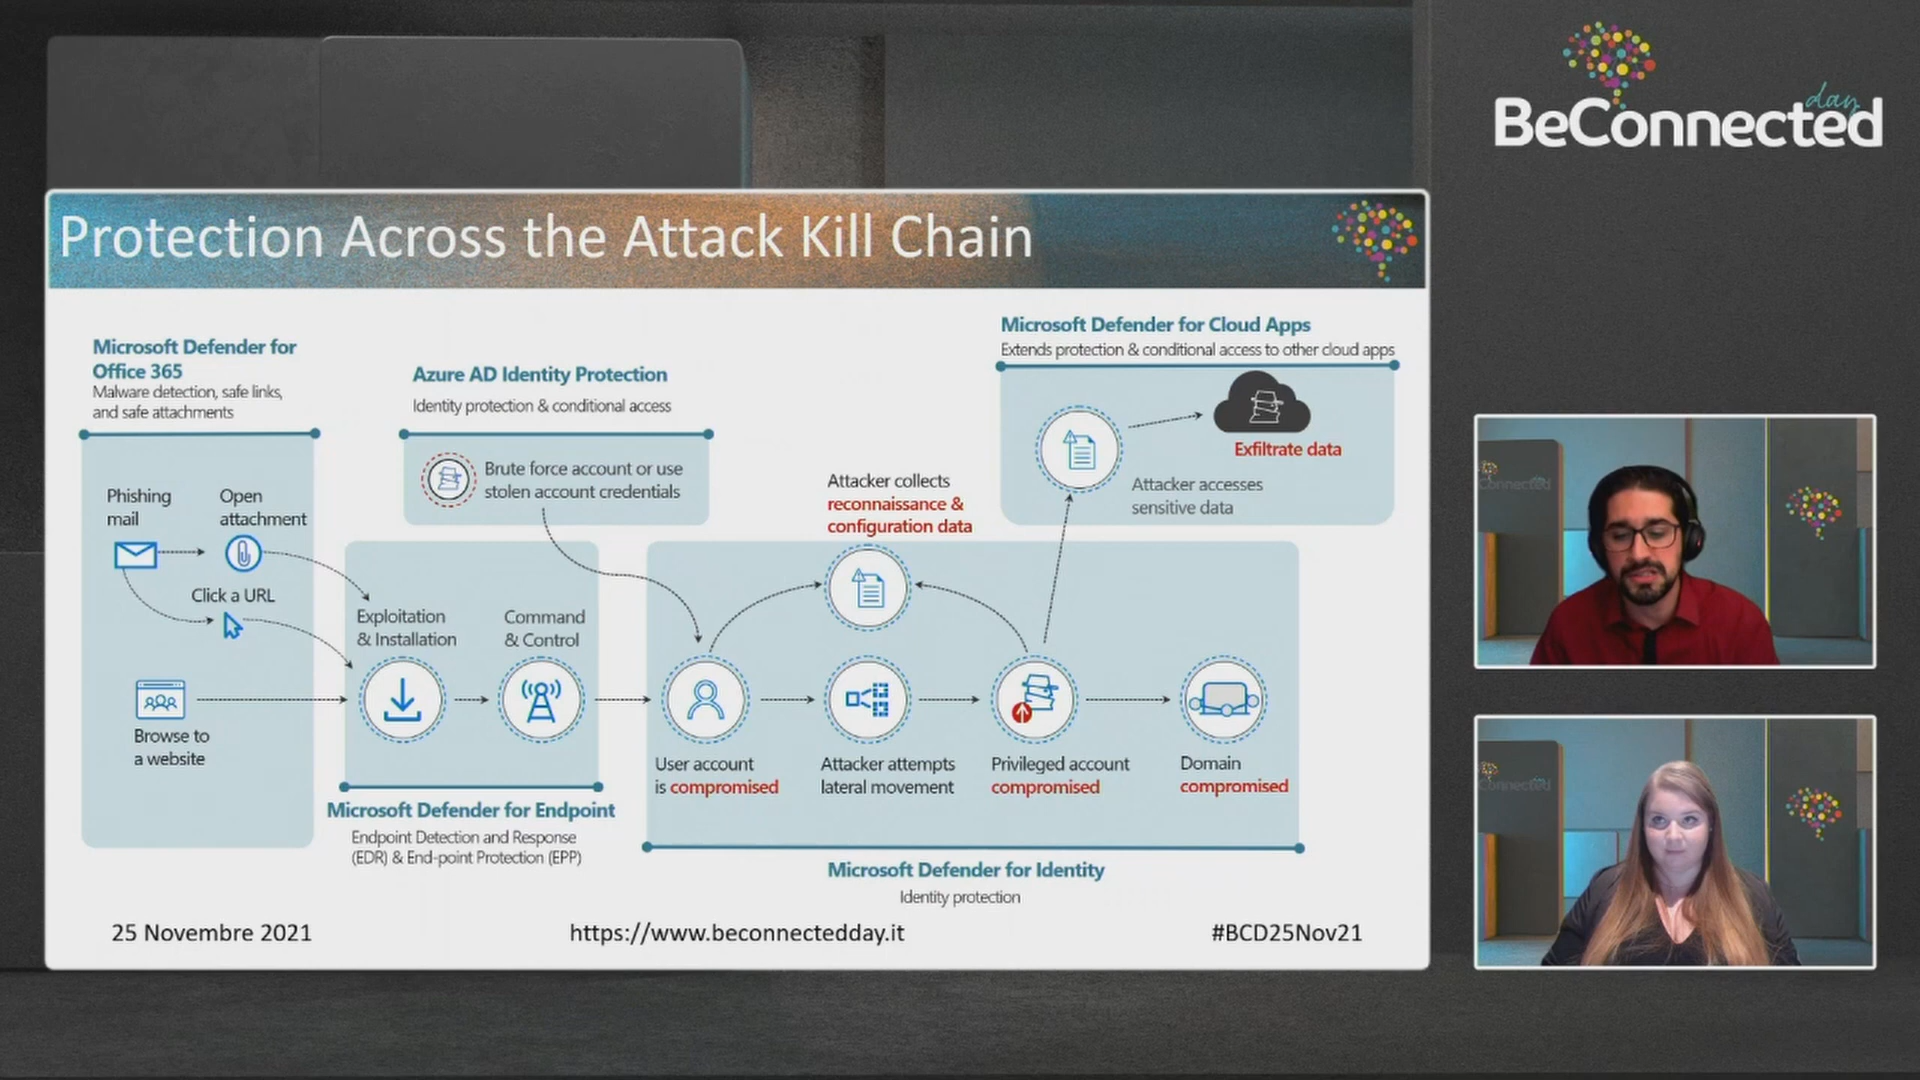 BeConnected
day
Protection Across the Attack Kill Chain
Microsoft Defender for
Office 365
Malware detection, safe links,
and safe attachments
Phishing
mail
Open
attachment
Click a URL
Browse to
a website
Azure AD Identity Protection
Identity protection & conditional access
Brute force account or use
stolen account credentials
Exploitation
& Installation
Command
& Control
Microsoft Defender for Endpoint
Endpoint Detection and Response
(EDR) & End-point Protection (EPP)
Microsoft Defender for Cloud Apps
Extends protection & conditional access to other cloud apps
Exfiltrate data
Attacker accesses
sensitive data
Attacker collects
reconnaissance &
configuration data
User account
is compromised
Attacker attempts
lateral movement
Privileged account
compromised
Domain
compromised
Microsoft Defender for Identity
Identity protection
25 Novembre 2021
https://www.beconnectedday.it
#BCD25Nov21
Connected
Connected